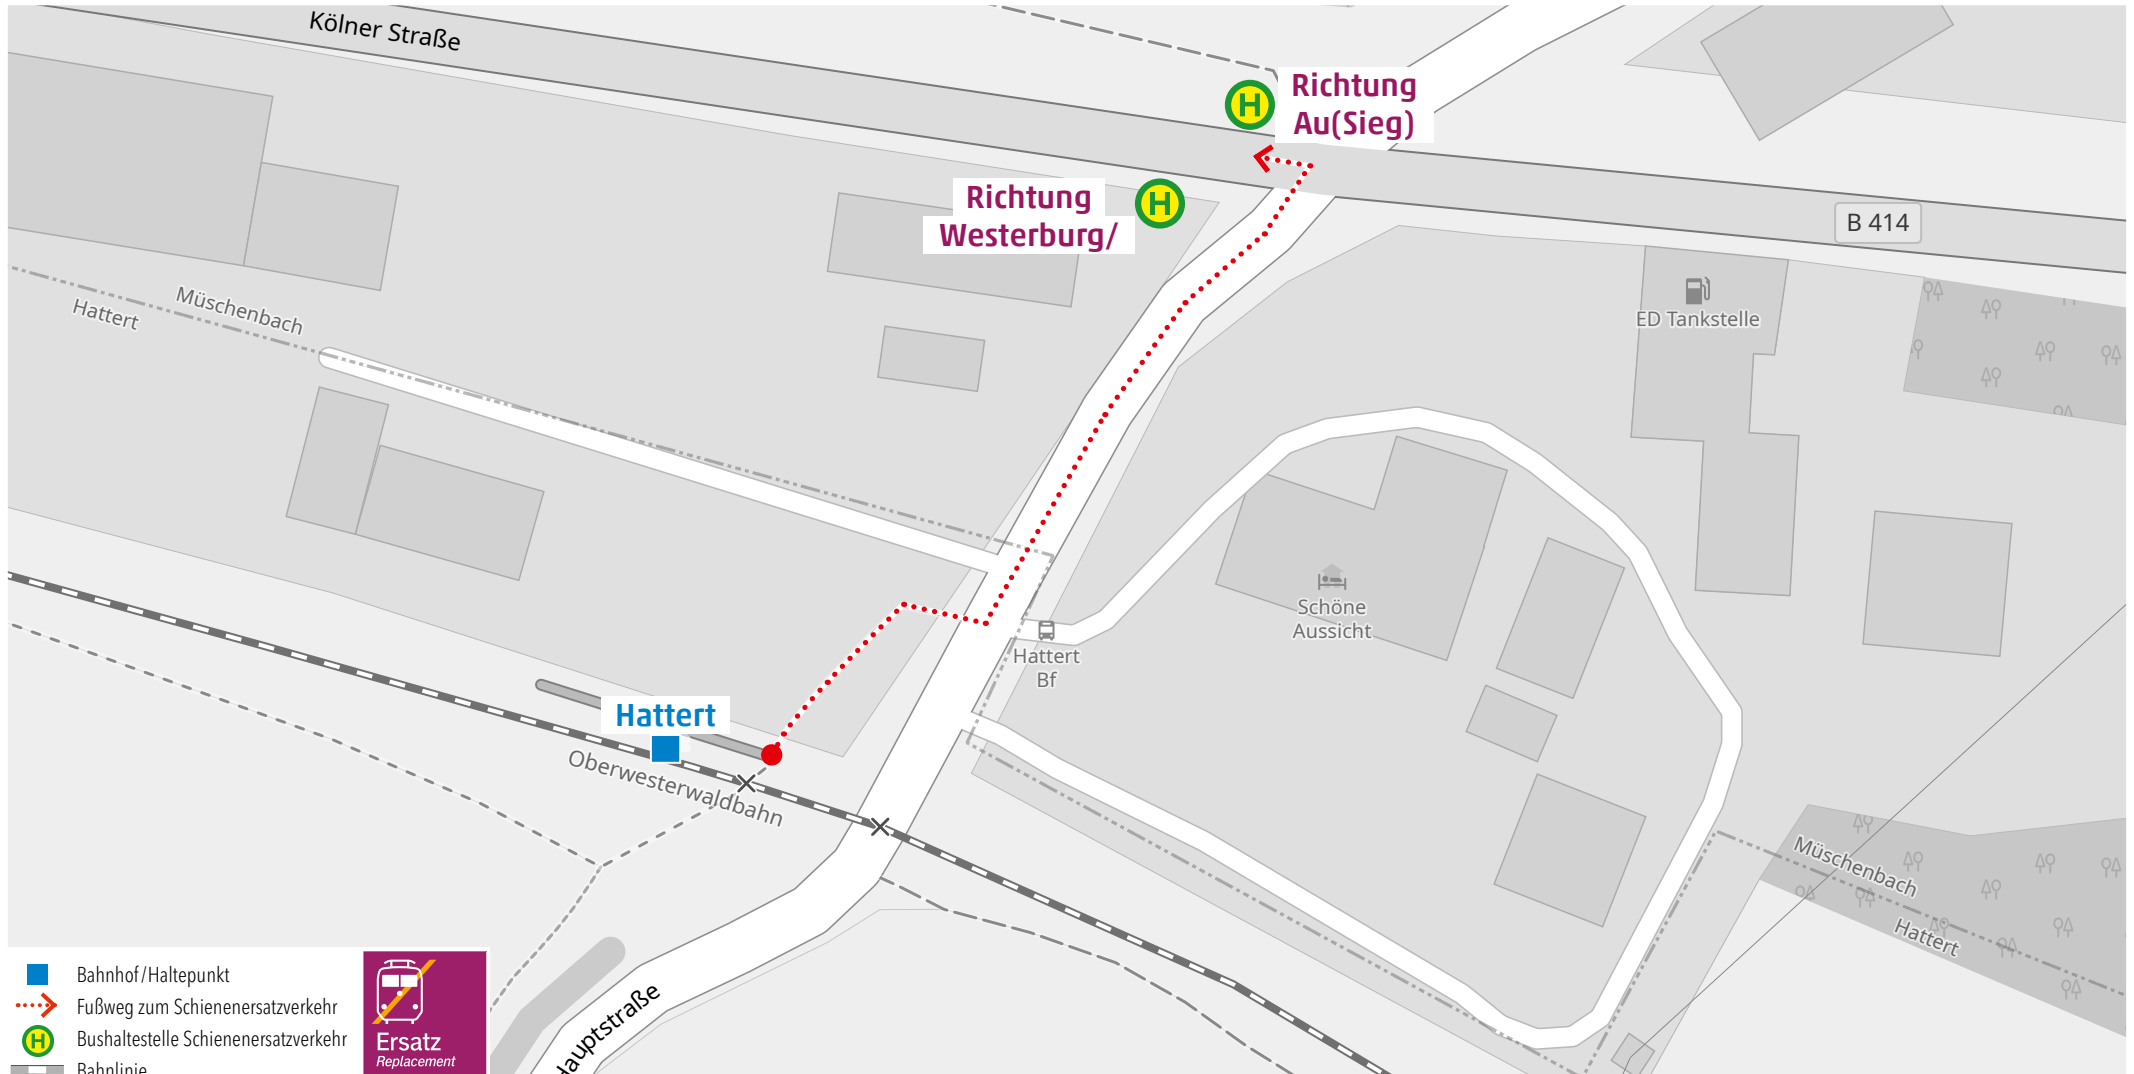 Kölner Straße
H
Richtung
Au(Sieg)
Richtung
Westerburg/
H
B 414
ED Tankstelle
Müschenbach
Hattert
Schöne
Aussicht
Hattert
Bf
Hattert
Oberwesterwaldbahn
Müschenbach
Hattert
Hauptstraße
Bahnhof/Haltepunkt
Fußweg zum Schienenersatzverkehr
H
Bushaltestelle Schienenersatzverkehr
Bahnlinie
Ersatz
Replacement